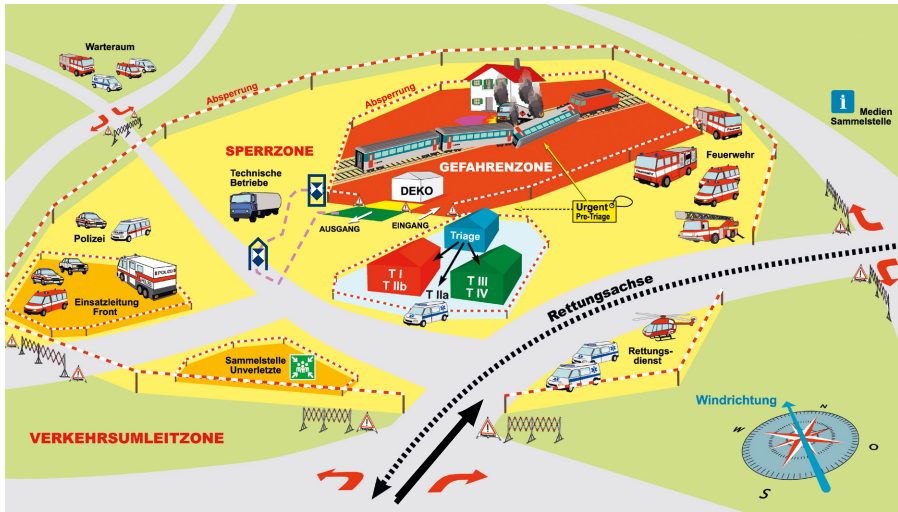 Warteraum
Absperrung
Absperrung
i
Medien
Sammelstelle
SPERRZONE
GEFAHRENZONE
Feuerwehr
Technische
Betriebe
DEKO
Urgent
Pre-Triage
AUSGANG
EINGANG
Polizei
POLIZEI
Triage
T I
T IIb
T III
T IV
T IIa
Einsatzleitung
Front
Rettungsachse
Sammelstelle
Unverletzte
Rettungs-
dienst
Windrichtung
N
W
O
S
VERKEHRSUMLEITZONE